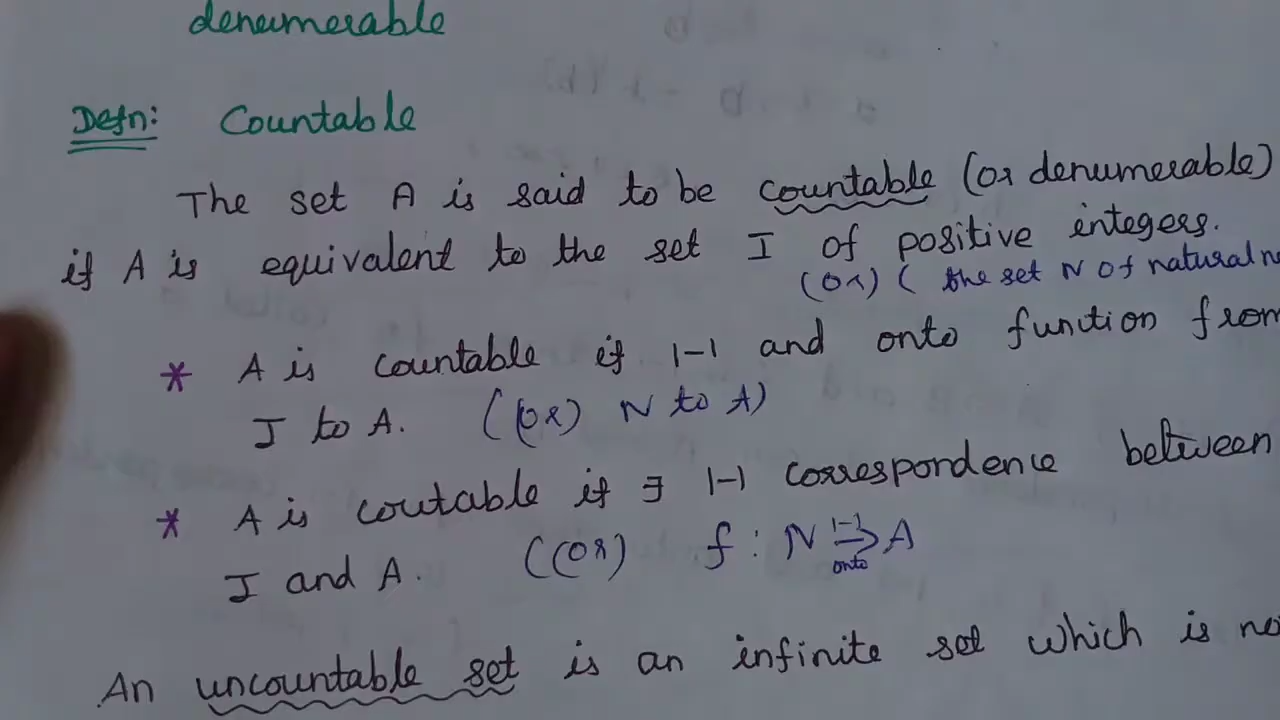 denumerable
Defn: Countable
The set A is said to be countable (or denumerable)
if A is equivalent to the set I of positive integers.
(or) ( the set N of natural
* A is countable if 1-1 and onto function from
I to A. ((or) N to A)
* A is coutable if ∃ 1-1 correspondence between
I and A. ((or) f : N 1-1 → onto A
An uncountable set is an infinite set which is